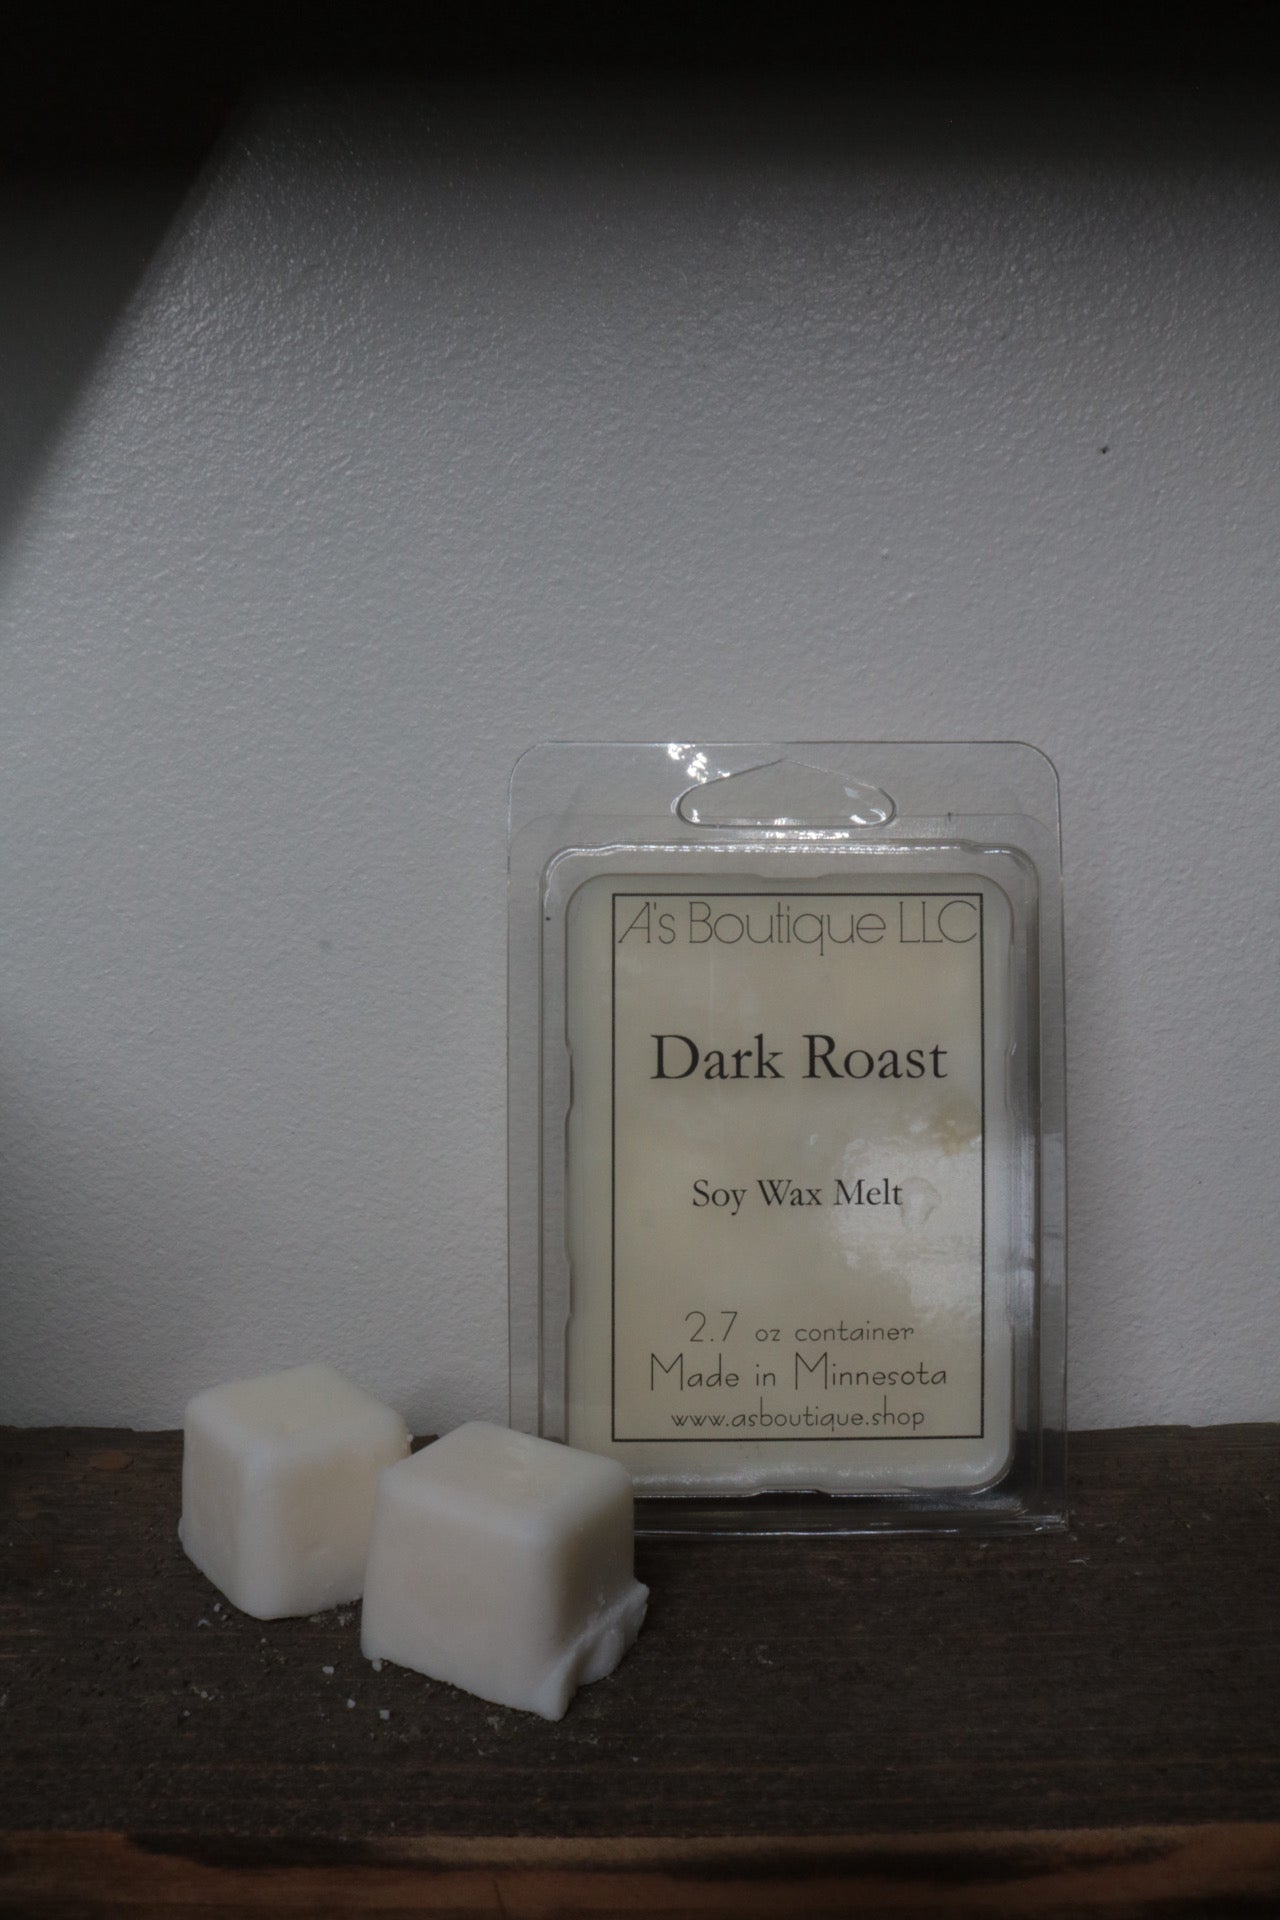 A's Boutique LLC
Dark Roast
Soy Wax Melt
2.7 oz container
Made in Minnesota
www.asboutique.shop